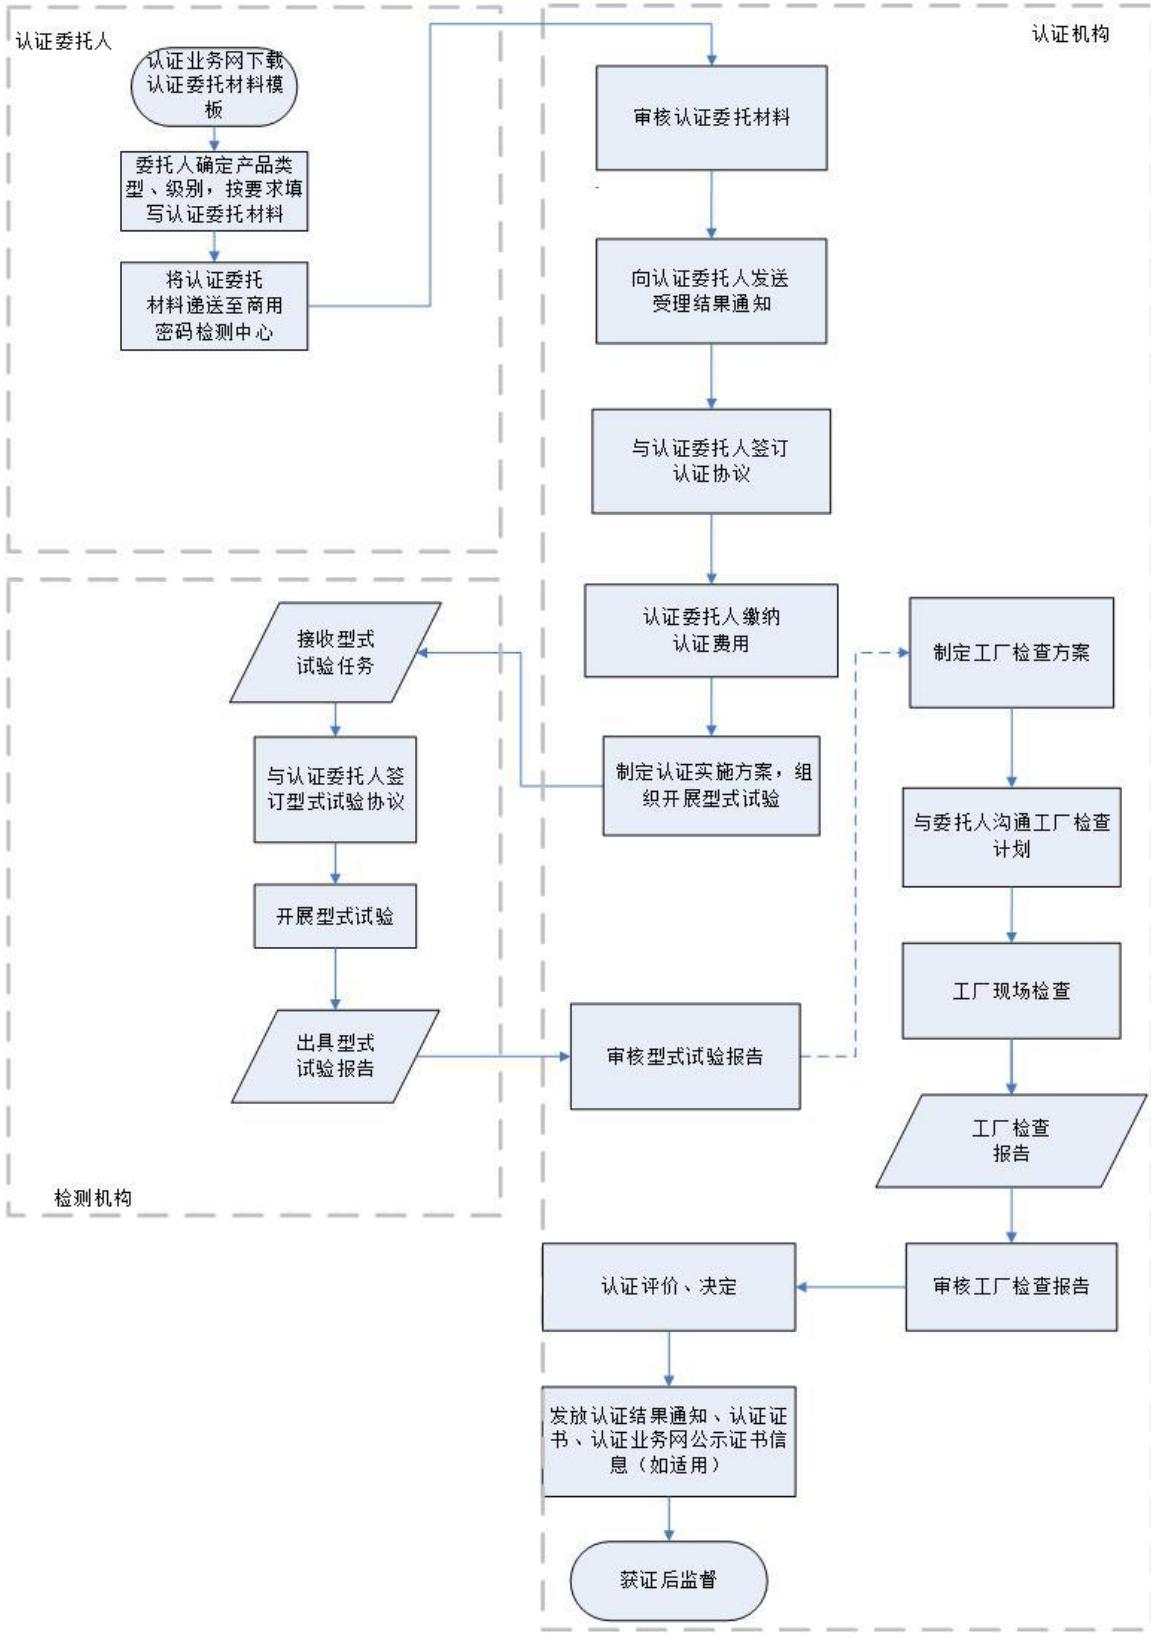 认证委托人
认证业务网下载
认证委托材料模
板
委托人确定产品类
型、级别，按要求填
写认证委托材料
将认证委托
材料递送至商用
密码检测中心
认证机构
审核认证委托材料
向认证委托人发送
受理结果通知
与认证委托人签订
认证协议
认证委托人缴纳
认证费用
制定认证实施方案，组
织开展型式试验
接收型式
试验任务
与认证委托人签
订型式试验协议
开展型式试验
出具型式
试验报告
检测机构
审核型式试验报告
制定工厂检查方案
与委托人沟通工厂检查
计划
工厂现场检查
工厂检查
报告
审核工厂检查报告
认证评价、决定
发放认证结果通知、认证证
书、认证业务网公示证书信
息（如适用）
获证后监督